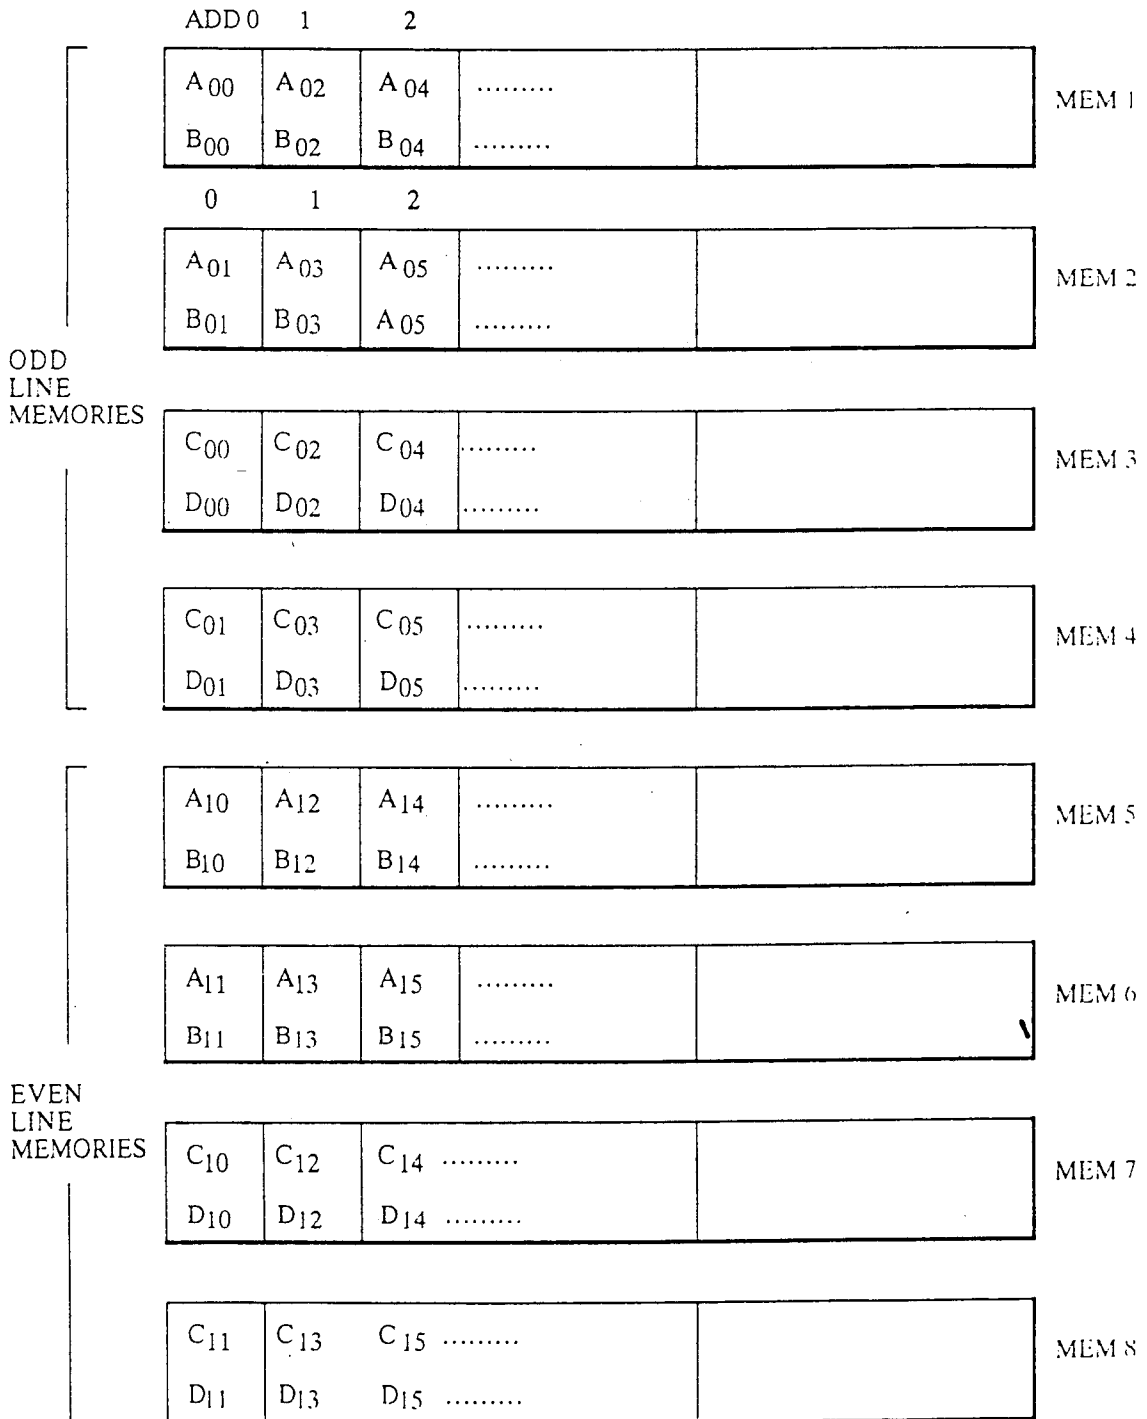 ADD 0 1 2
A00 A02 A04 .........
MEM 1
B00 B02 B04 .........
0 1 2
A01 A03 A05 .........
MEM 2
B01 B03 A05 .........
ODD
LINE
MEMORIES
C00 C02 C04 .........
MEM 3
D00 D02 D04 .........
C01 C03 C05 .........
MEM 4
D01 D03 D05 .........
A10 A12 A14 .........
MEM 5
B10 B12 B14 .........
A11 A13 A15 .........
MEM 6
B11 B13 B15 .........
EVEN
LINE
MEMORIES
C10 C12 C14 .........
MEM 7
D10 D12 D14 .........
C11 C13 C15 .........
MEM 8
D11 D13 D15 .........